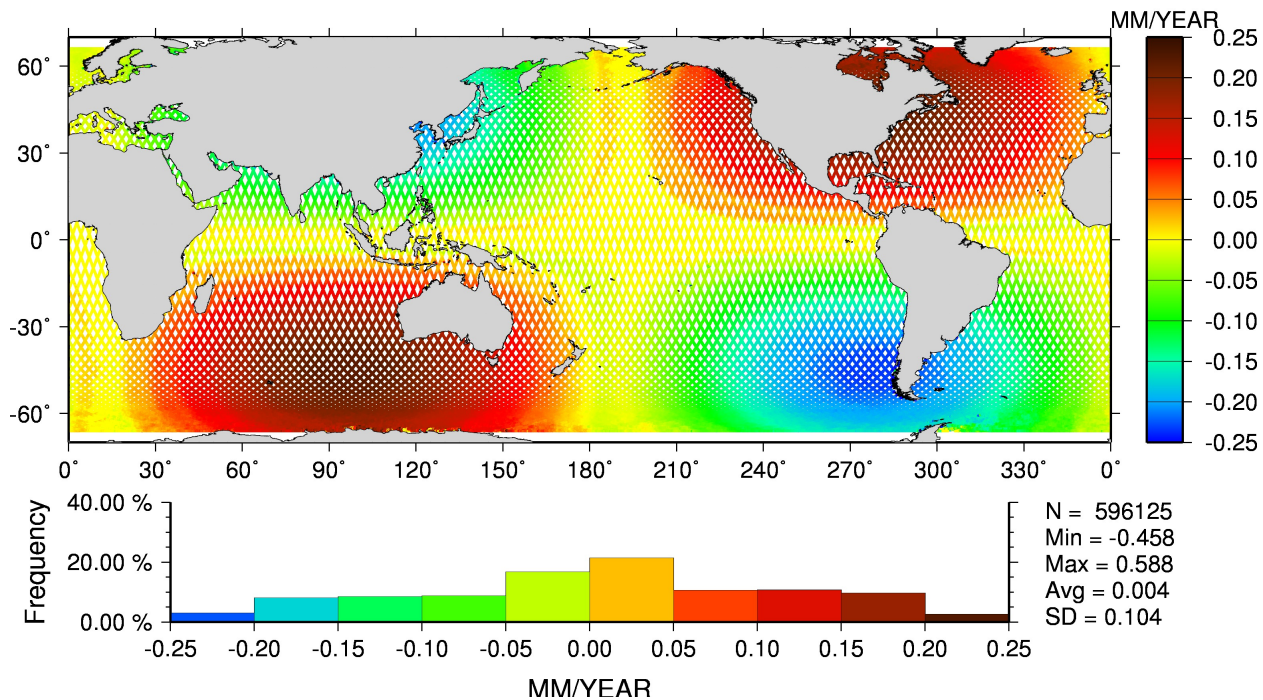 MM/YEAR
60° 0.25
0.20
0.15
30° 0.10
0.05
0° 0.00
-0.05
-30° -0.10
-0.15
-60° -0.20
-0.25
0° 30° 60° 90° 120° 150° 180° 210° 240° 270° 300° 330° 0°
Frequency
40.00 %
20.00 %
0.00 %
-0.25 -0.20 -0.15 -0.10 -0.05 0.00 0.05 0.10 0.15 0.20 0.25
MM/YEAR
N = 596125
Min = -0.458
Max = 0.588
Avg = 0.004
SD = 0.104